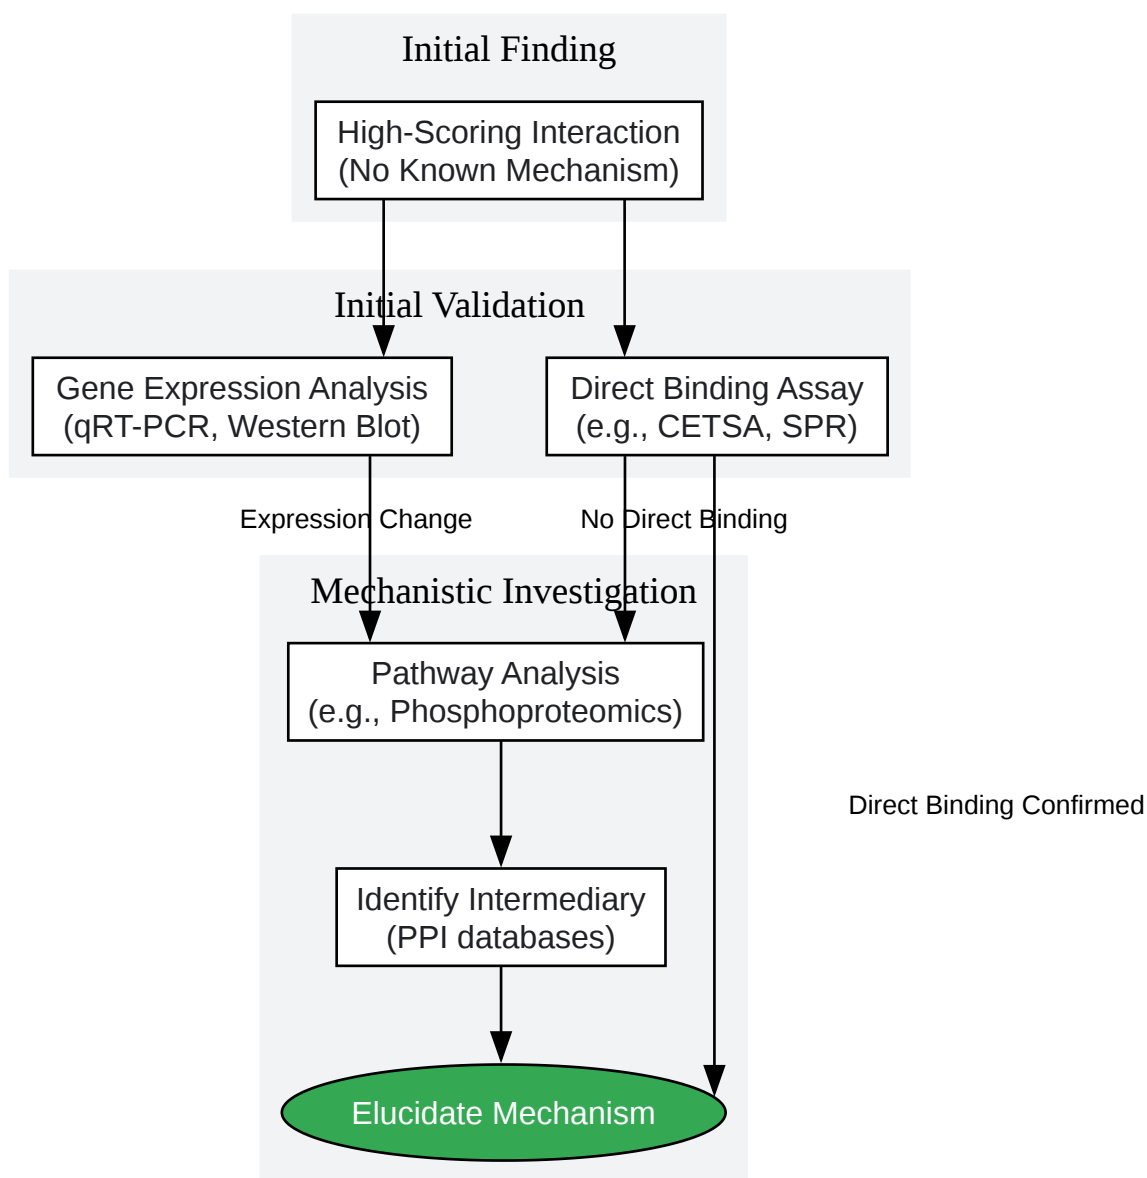 Initial Finding
High-Scoring Interaction
(No Known Mechanism)
Initial Validation
Gene Expression Analysis
(qRT-PCR, Western Blot)
Direct Binding Assay
(e.g., CETSA, SPR)
Expression Change
No Direct Binding
Mechanistic Investigation
Pathway Analysis
(e.g., Phosphoproteomics)
Direct Binding Confirmed
Identify Intermediary
(PPI databases)
Elucidate Mechanism